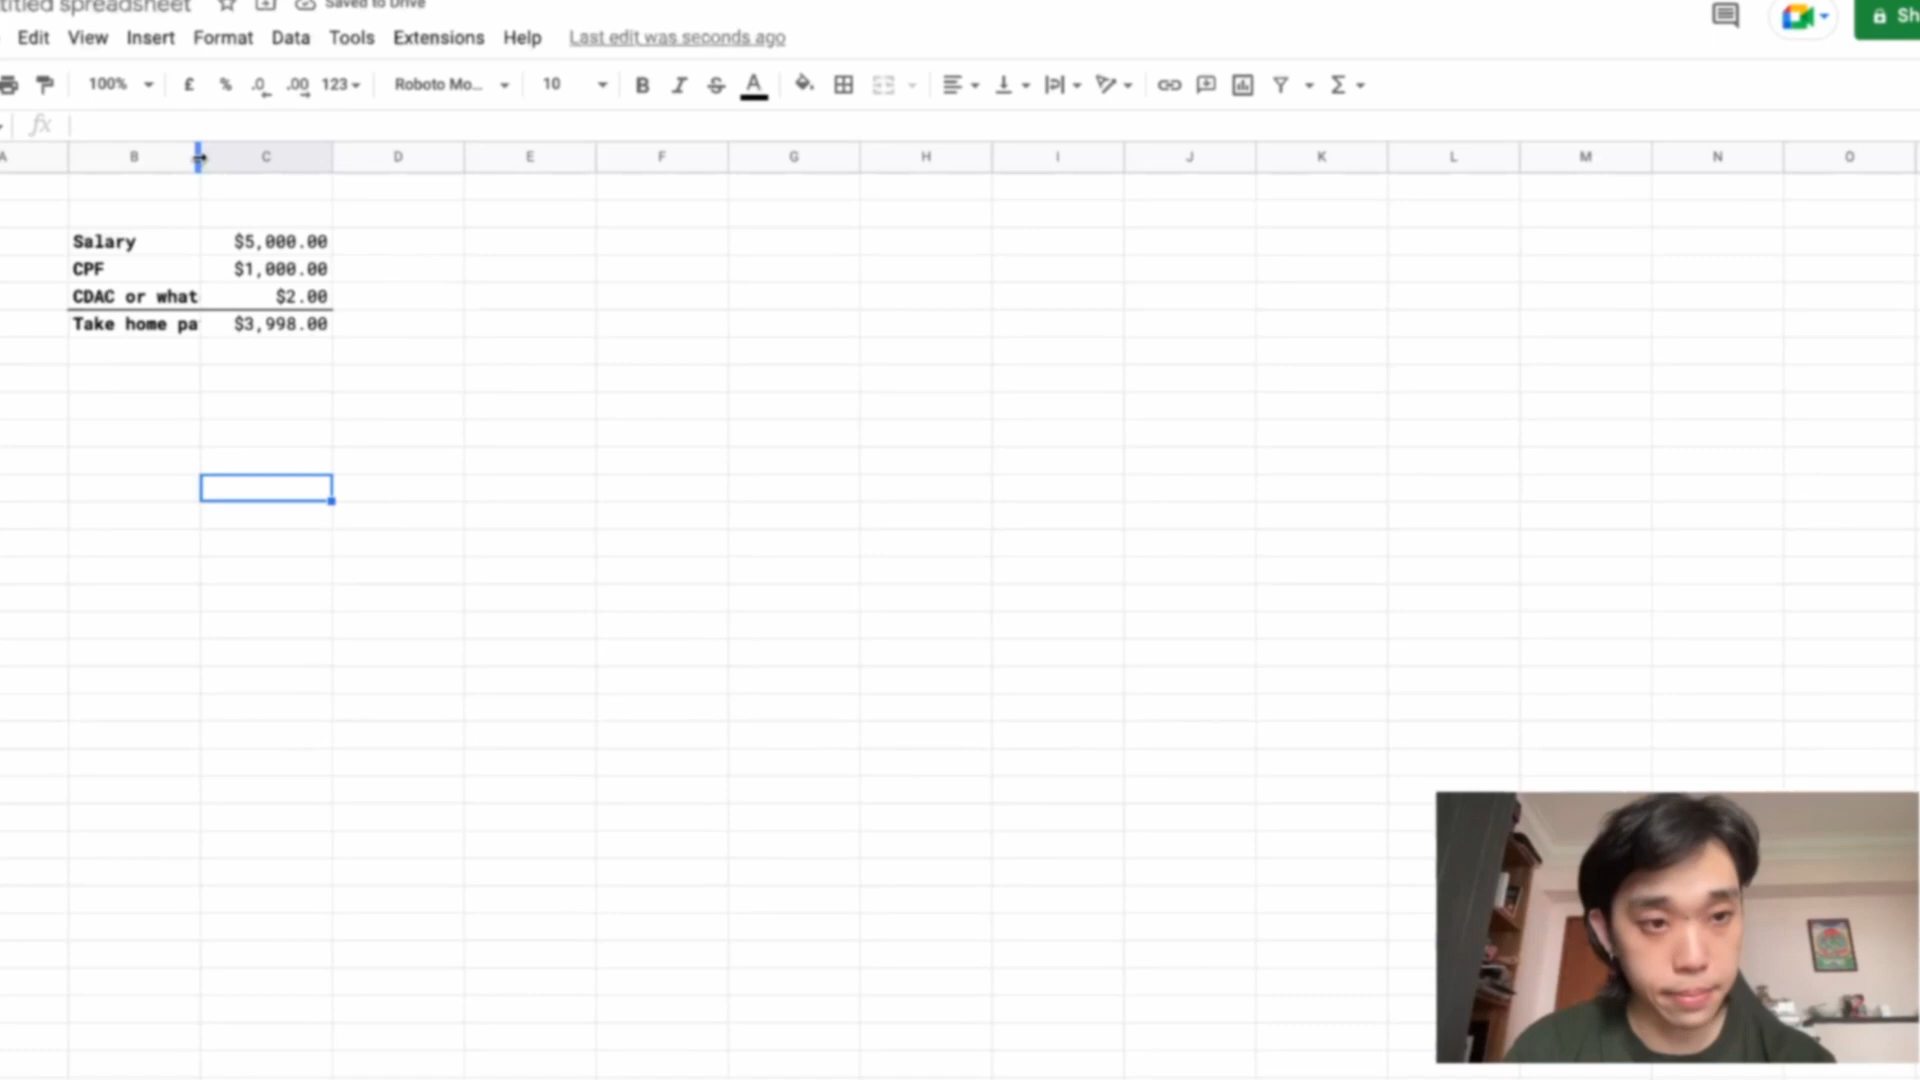 titled spreadsheet Saved to Drive
Edit View Insert Format Data Tools Extensions Help Last edit was seconds ago Sh
100% £ % .0 .00 123 Roboto Mo... 10 B I S A Σ
fx
A B C D E F G H I J K L M N O
Salary $5,000.00
CPF $1,000.00
CDAC or what $2.00
Take home pa $3,998.00